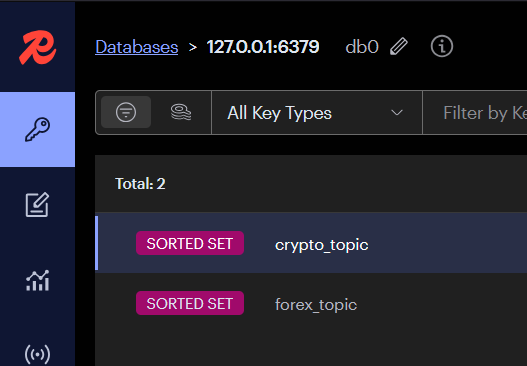 Databases > 127.0.0.1:6379 db0
All Key Types Filter by Ke
Total: 2
SORTED SET crypto_topic
SORTED SET forex_topic